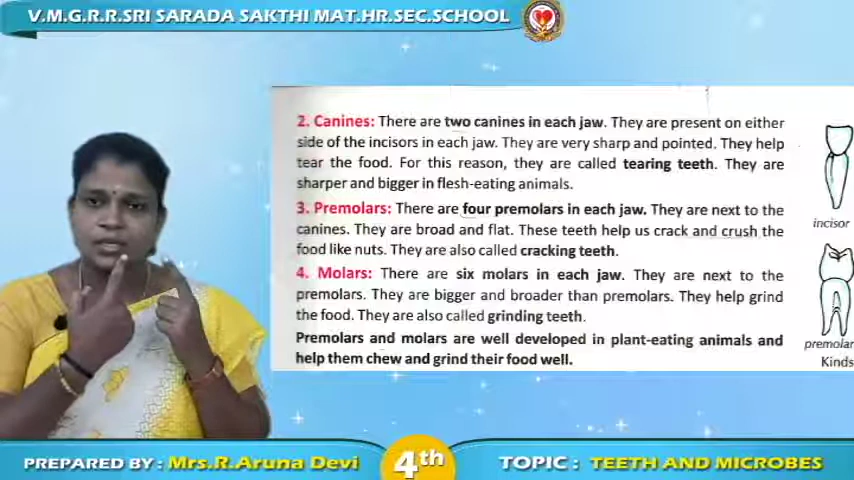 V.M.G.R.R.SRI SARADA SAKTHI MAT.HR.SEC.SCHOOL
2. Canines: There are two canines in each jaw. They are present on either
side of the incisors in each jaw. They are very sharp and pointed. They help
tear the food. For this reason, they are called tearing teeth. They are
sharper and bigger in flesh-eating animals.
3. Premolars: There are four premolars in each jaw. They are next to the
canines. They are broad and flat. These teeth help us crack and crush the
food like nuts. They are also called cracking teeth.
4. Molars: There are six molars in each jaw. They are next to the
premolars. They are bigger and broader than premolars. They help grind
the food. They are also called grinding teeth.
Premolars and molars are well developed in plant-eating animals and
help them chew and grind their food well.
incisor
premolar
Kinds
PREPARED BY : Mrs.R.Aruna Devi
4th
TOPIC : TEETH AND MICROBES